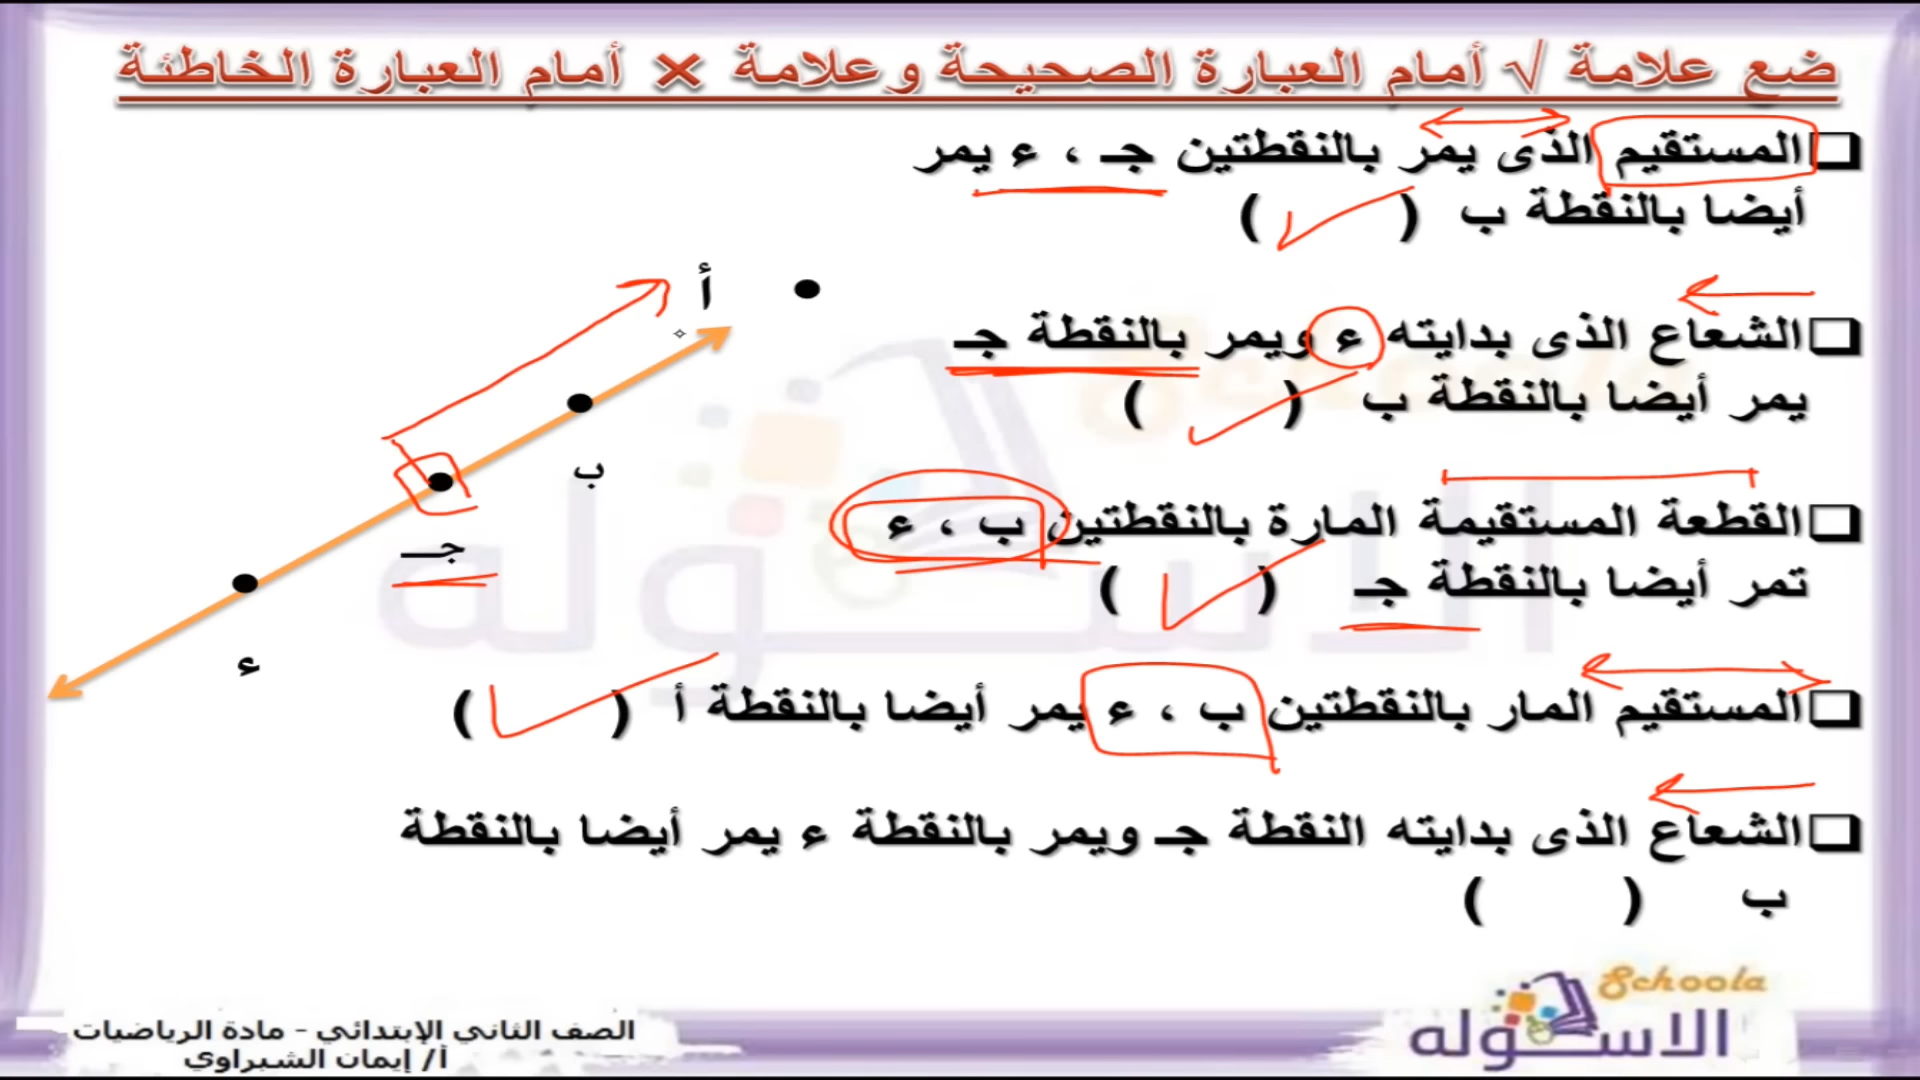 ضع علامة √ أمام العبارة الصحيحة وعلامة × أمام العبارة الخاطئة
المستقيم الذى يمر بالنقطتين جـ ، ء يمر
أيضا بالنقطة ب ( ✓ )
أ
الشعاع الذى بدايته ء ويمر بالنقطة جـ
يمر أيضا بالنقطة ب ( ✓ )
ب
القطعة المستقيمة المارة بالنقطتين ب ، ء
جـ
تمر أيضا بالنقطة جـ ( ✓ )
ء
المستقيم المار بالنقطتين ب ، ء يمر أيضا بالنقطة أ ( ✓ )
الشعاع الذى بدايته النقطة جـ ويمر بالنقطة ء يمر أيضا بالنقطة
ب ( )
Schoola
الاسكوله
الصف الثاني الإبتدائي - مادة الرياضيات
أ/ إيمان الشبراوي